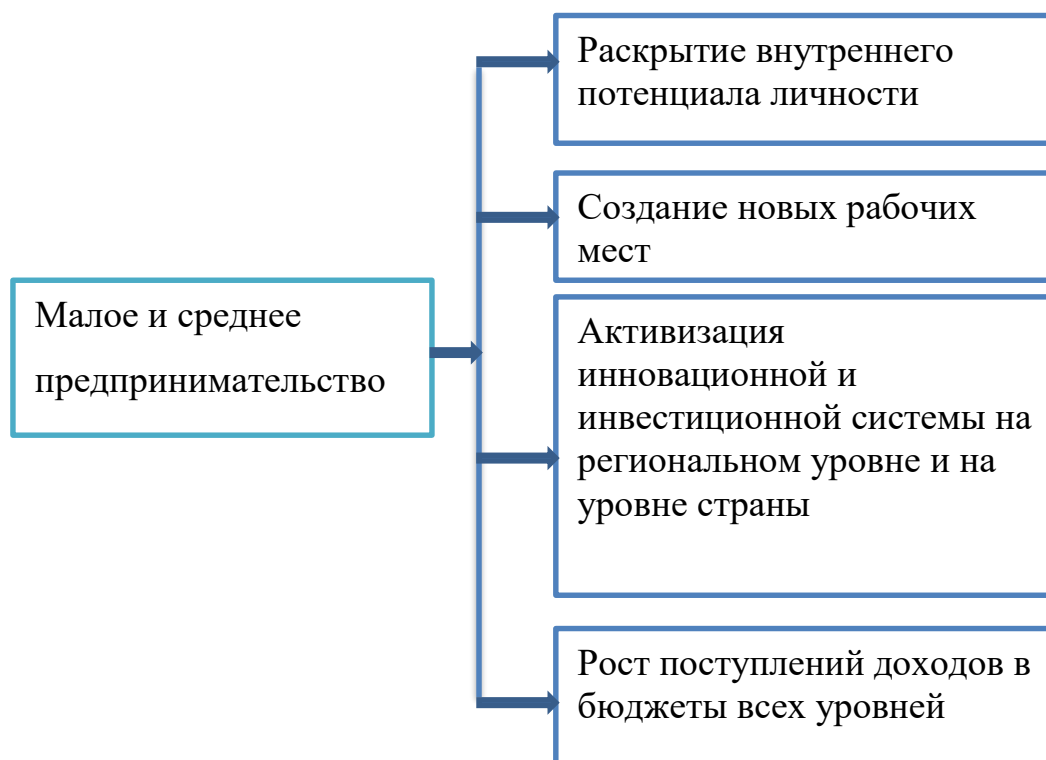 Раскрытие внутреннего
потенциала личности
Создание новых рабочих
мест
Малое и среднее
предпринимательство
Активизация
инновационной и
инвестиционной системы на
региональном уровне и на
уровне страны
Рост поступлений доходов в
бюджеты всех уровней